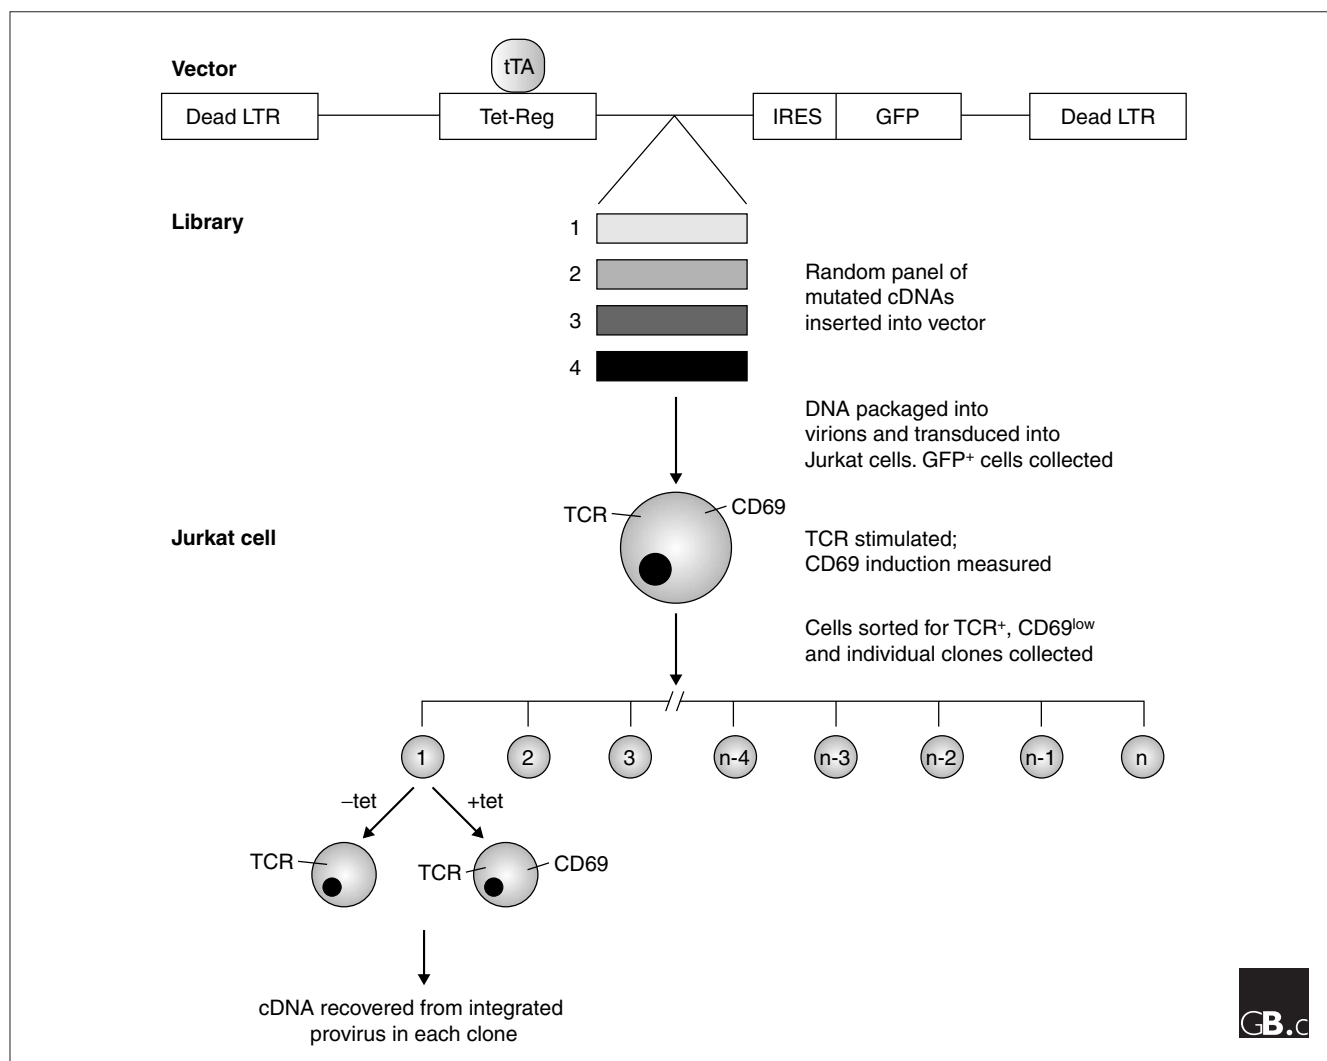 Vector
tTA
Dead LTR
Tet-Reg
IRES
GFP
Dead LTR
Library
1
2
3
4
Random panel of
mutated cDNAs
inserted into vector
DNA packaged into
virions and transduced into
Jurkat cells. GFP⁺ cells collected
TCR
CD69
Jurkat cell
TCR stimulated;
CD69 induction measured
Cells sorted for TCR⁺, CD69ˡᵒʷ
and individual clones collected
1
2
3
n-4
n-3
n-2
n-1
n
–tet
+tet
TCR
TCR
CD69
cDNA recovered from integrated
provirus in each clone
GB.c